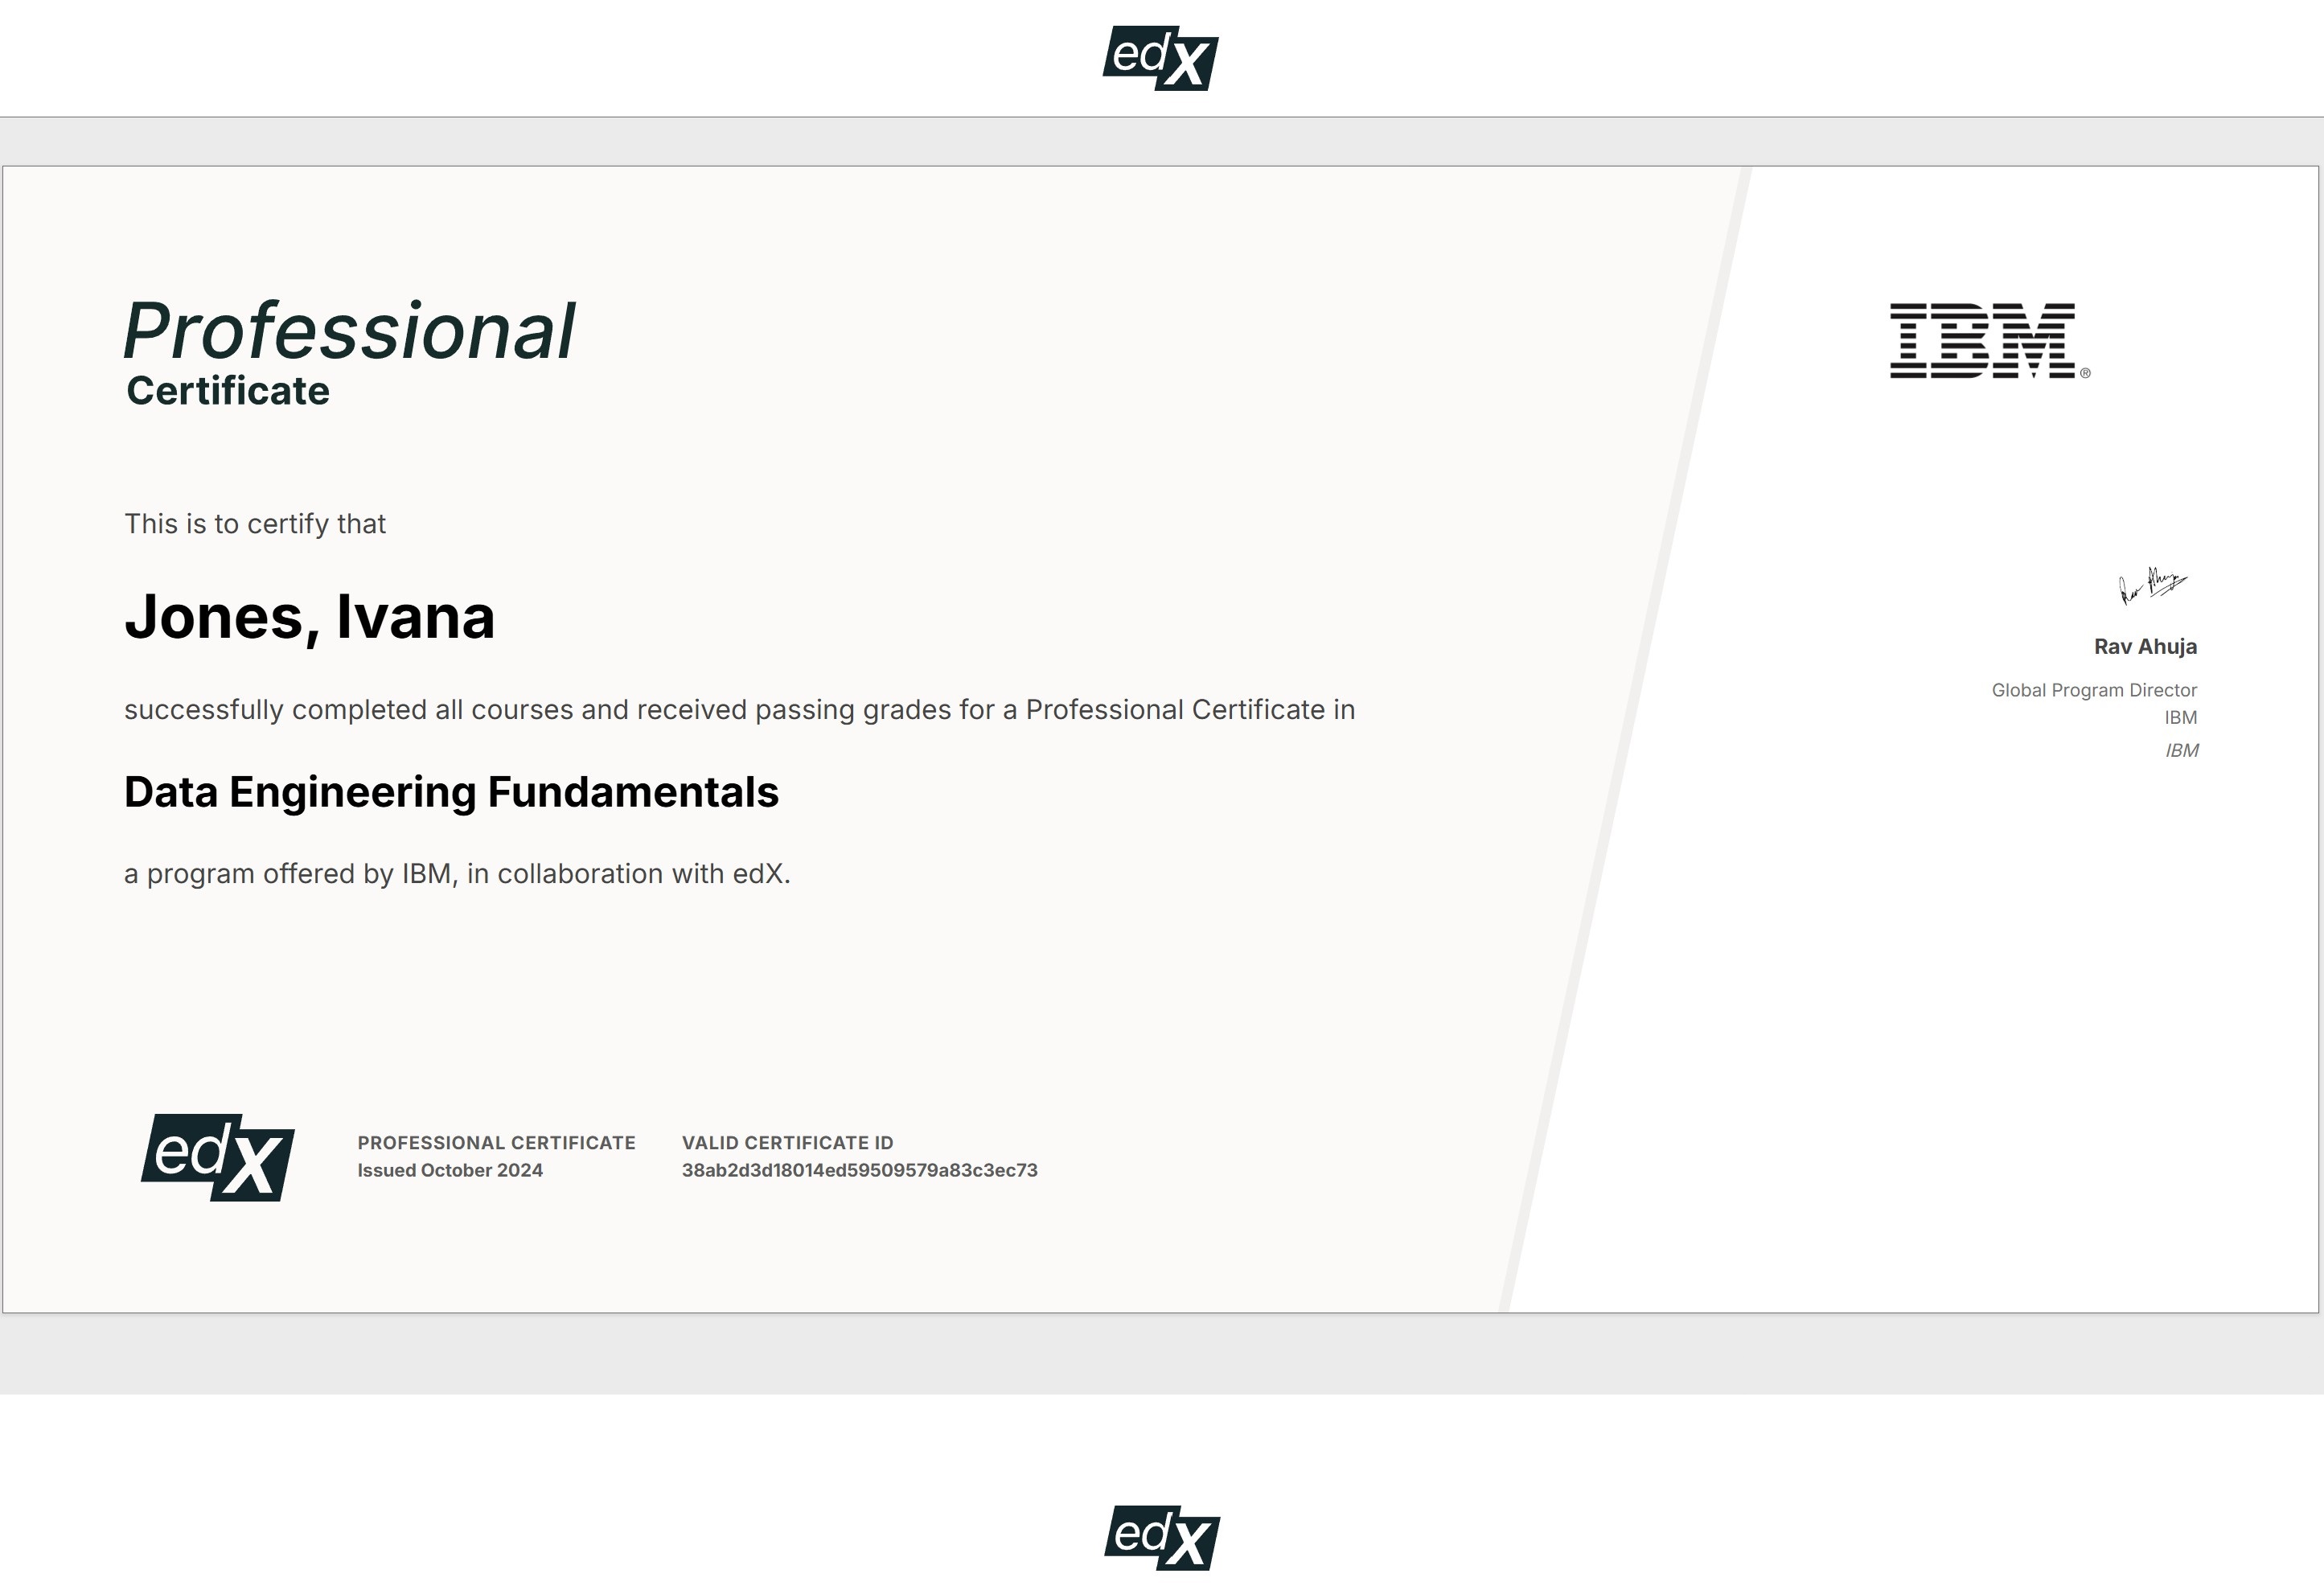 edX
Professional
Certificate
IBM®
This is to certify that
Jones, Ivana
successfully completed all courses and received passing grades for a Professional Certificate in
Data Engineering Fundamentals
a program offered by IBM, in collaboration with edX.
Rav Ahuja
Rav Ahuja
Global Program Director
IBM
IBM
edX
PROFESSIONAL CERTIFICATE
Issued October 2024
VALID CERTIFICATE ID
38ab2d3d18014ed59509579a83c3ec73
edX